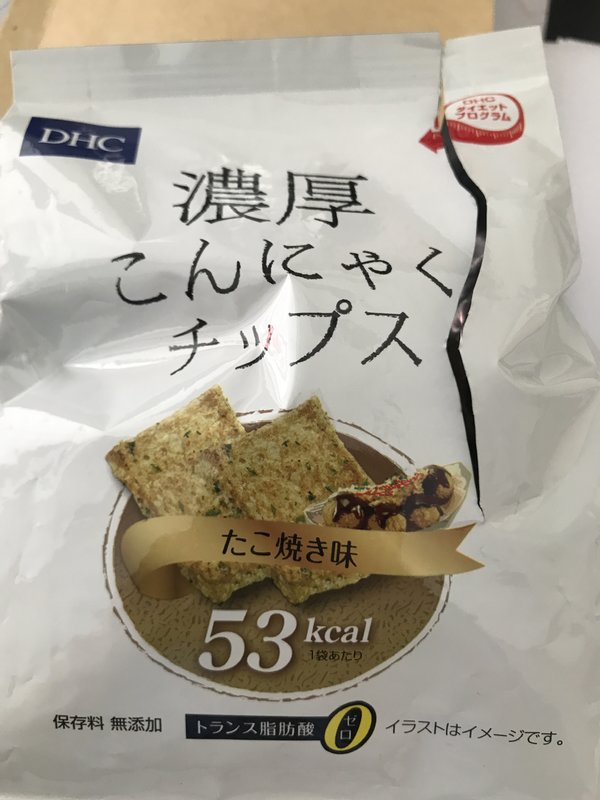 DHC
DHC
ダイエット
プログラム
濃厚
こんにゃく
チップス
たこ焼き味
53 kcal
1袋あたり
保存料 無添加
トランス脂肪酸 0 ゼロ
イラストはイメージです。